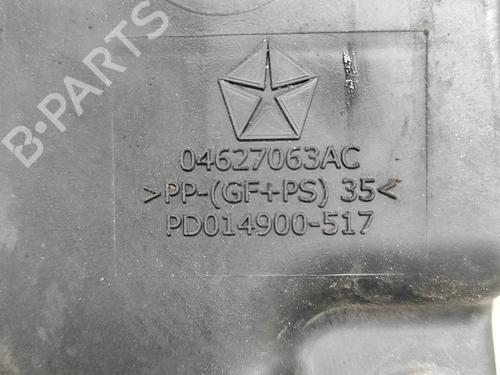 04627063AC
>PP-(GF+PS) 35<
PD014900-517
B-PARTS